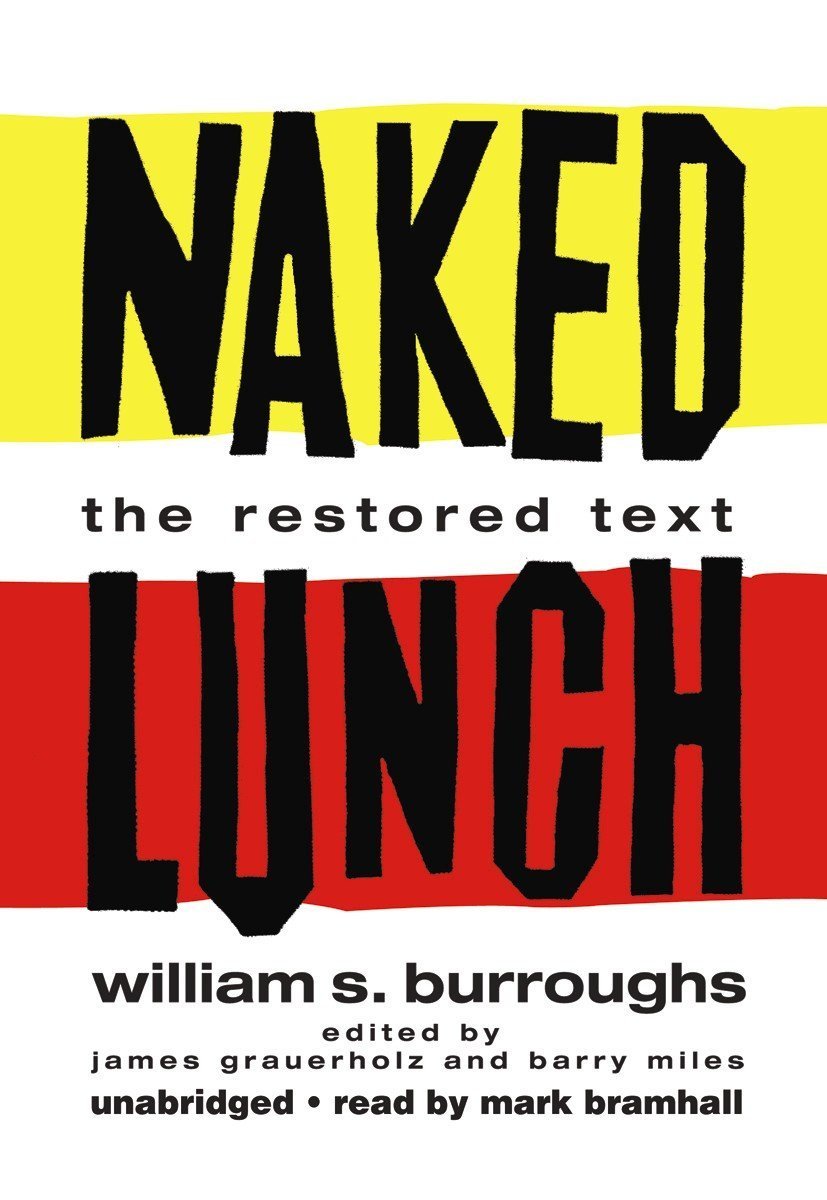 NAKED
the restored text
LUNCH
william s. burroughs
edited by
james grauerholz and barry miles
unabridged • read by mark bramhall